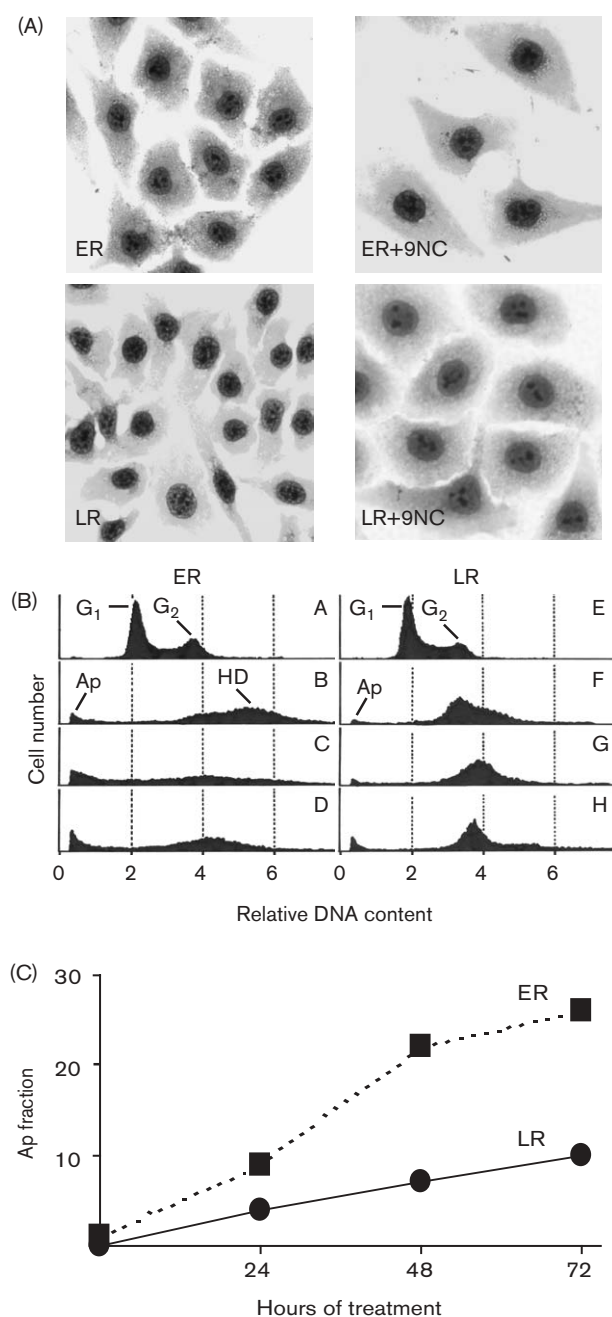 (A)
ER
ER+9NC
LR
LR+9NC
(B)
ER
LR
G1
G2
A
G1
G2
E
Ap
HD
B
Ap
F
C
G
D
H
Cell number
0 2 4 6 0 2 4 6
Relative DNA content
(C)
30
20
10
Ap fraction
ER
LR
24 48 72
Hours of treatment